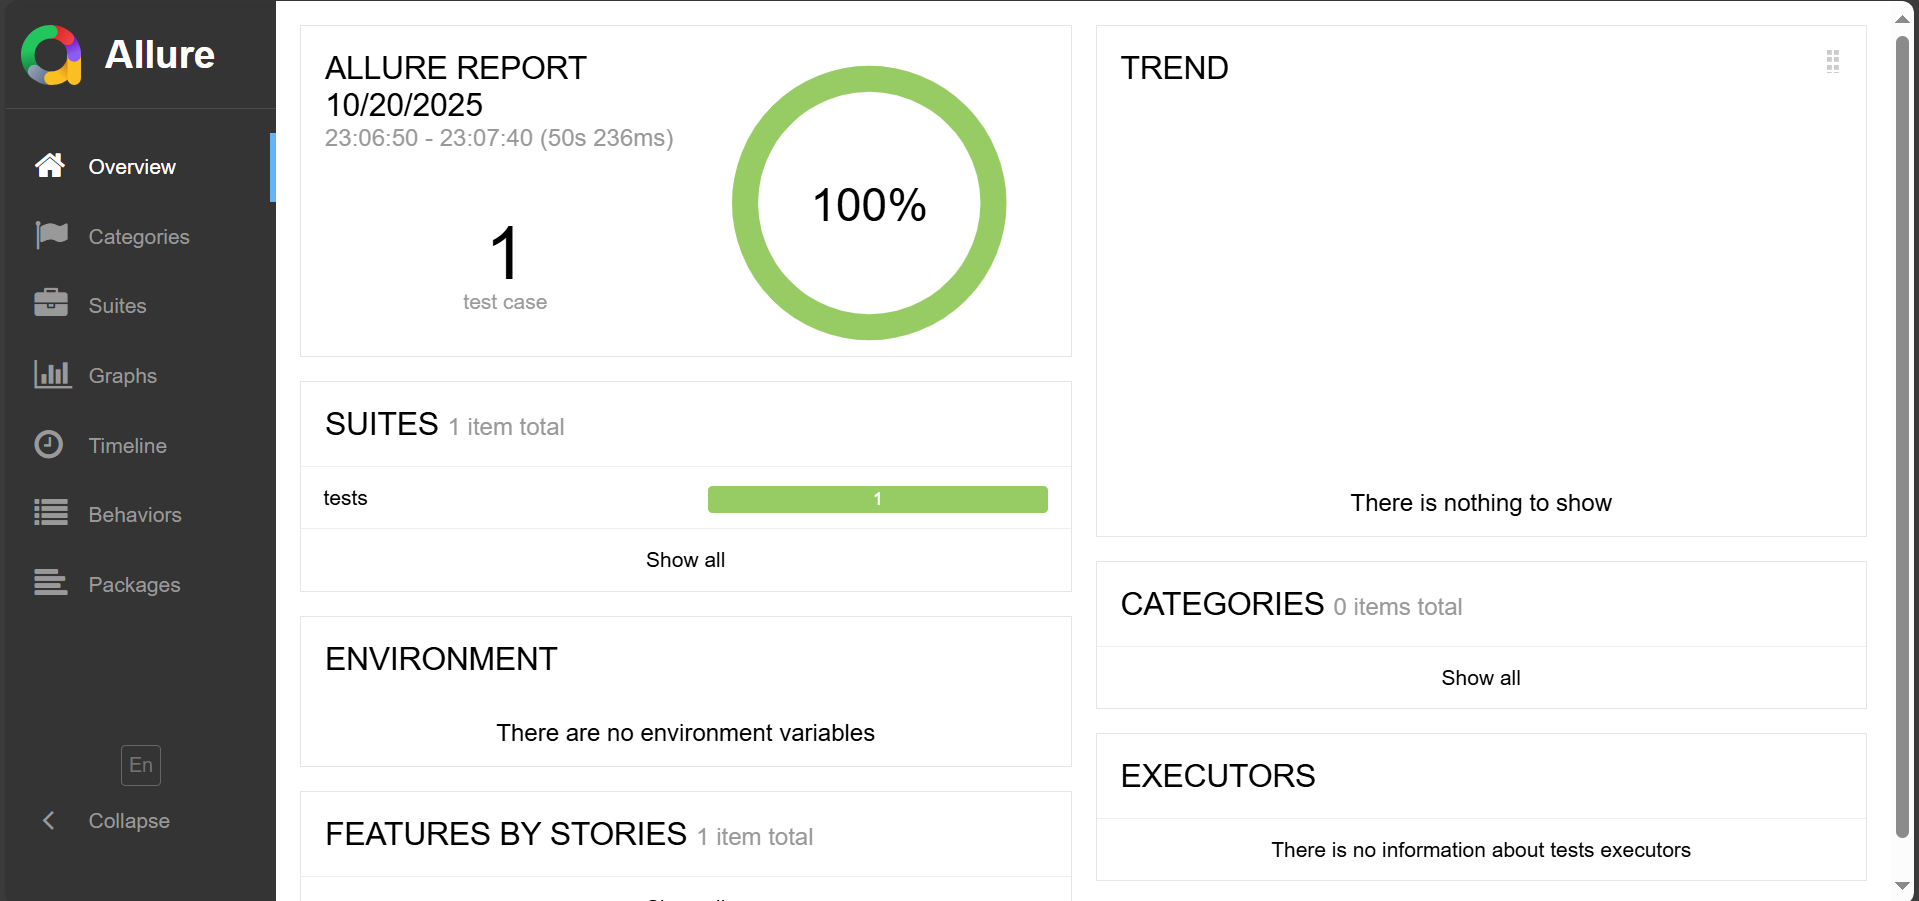 Allure
Overview
Categories
Suites
Graphs
Timeline
Behaviors
Packages
En
Collapse
ALLURE REPORT
10/20/2025
23:06:50 - 23:07:40 (50s 236ms)
1
test case
100%
SUITES 1 item total
tests
1
Show all
ENVIRONMENT
There are no environment variables
FEATURES BY STORIES 1 item total
TREND
There is nothing to show
CATEGORIES 0 items total
Show all
EXECUTORS
There is no information about tests executors